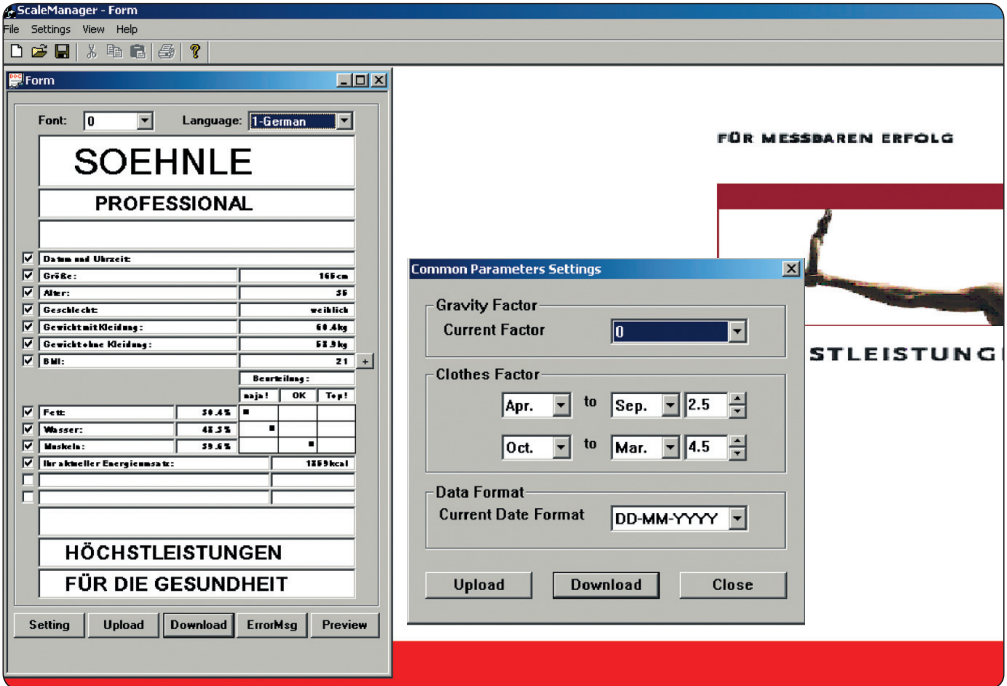 ScaleManager - Form
File Settings View Help
Form
Font: 0 Language: 1-German
SOEHNLE
PROFESSIONAL
Datum und Uhrzeit:
Größe: 165cm
Alter: 35
Geschlecht: weiblich
Gewicht mit Kleidung: 60.4kg
Gewicht ohne Kleidung: 58.9kg
BMI: 21 +
Beurteilung:
naja! OK Top!
Fett: 30.4%
Wasser: 48.3%
Muskeln: 39.6%
Ihr aktueller Energieumsatz: 1859kcal
HÖCHSTLEISTUNGEN
FÜR DIE GESUNDHEIT
Setting Upload Download ErrorMsg Preview
FÜR MESSBAREN ERFOLG
STLEISTUNG
Common Parameters Settings
Gravity Factor
Current Factor 0
Clothes Factor
Apr. to Sep. 2.5
Oct. to Mar. 4.5
Data Format
Current Date Format DD-MM-YYYY
Upload Download Close